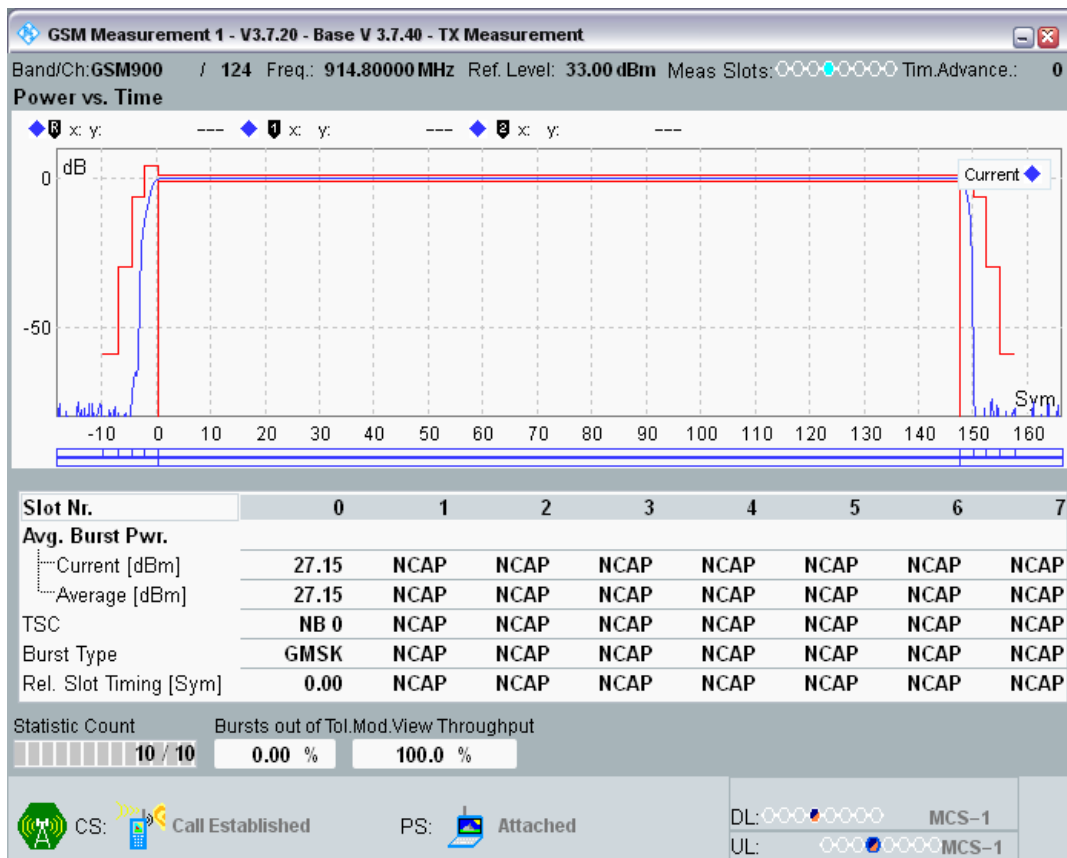 GSM Measurement 1 - V3.7.20 - Base V 3.7.40 - TX Measurement
Band/Ch:GSM900 / 124 Freq.: 914.80000 MHz Ref. Level: 33.00 dBm Meas Slots: Tim.Advance.: 0
Power vs. Time
R x: y: --- 1 x: y: --- 2 x: y: ---
dB
Current
0
-50
Sym
-10 0 10 20 30 40 50 60 70 80 90 100 110 120 130 140 150 160
Slot Nr. 0 1 2 3 4 5 6 7
Avg. Burst Pwr.
Current [dBm] 27.15 NCAP NCAP NCAP NCAP NCAP NCAP NCAP
Average [dBm] 27.15 NCAP NCAP NCAP NCAP NCAP NCAP NCAP
TSC NB 0 NCAP NCAP NCAP NCAP NCAP NCAP NCAP
Burst Type GMSK NCAP NCAP NCAP NCAP NCAP NCAP NCAP
Rel. Slot Timing [Sym] 0.00 NCAP NCAP NCAP NCAP NCAP NCAP NCAP
Statistic Count Bursts out of Tol.Mod.View Throughput
10 / 10 0.00 % 100.0 %
CS: Call Established PS: Attached
DL: MCS-1
UL: MCS-1